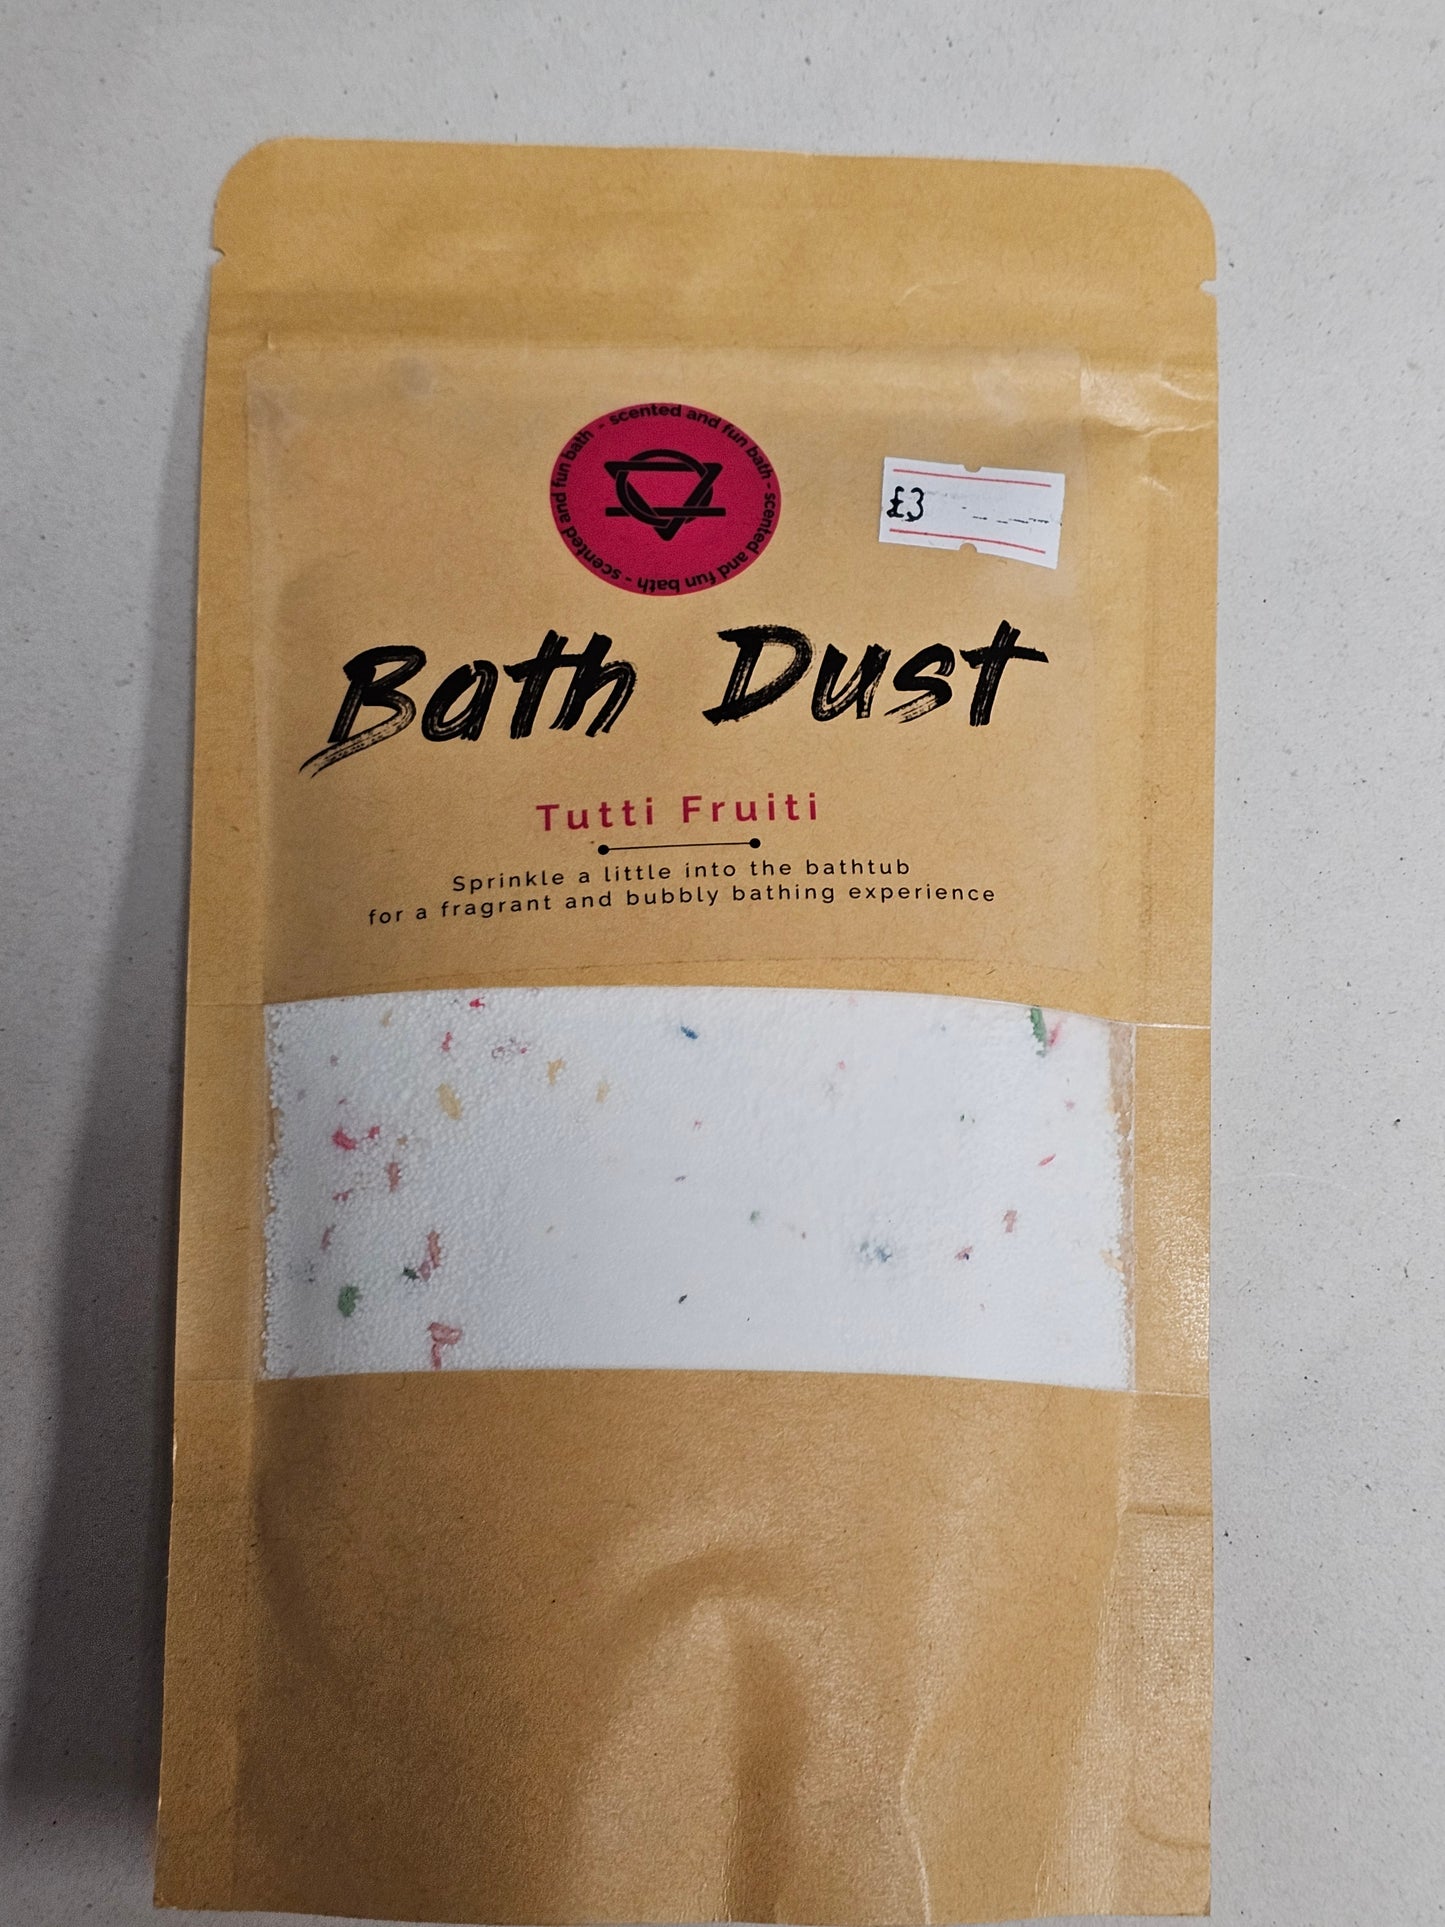 scented and fun bath - scented and fun bath - scented and fun bath -
£3
Bath Dust
Tutti Fruiti
Sprinkle a little into the bathtub
for a fragrant and bubbly bathing experience